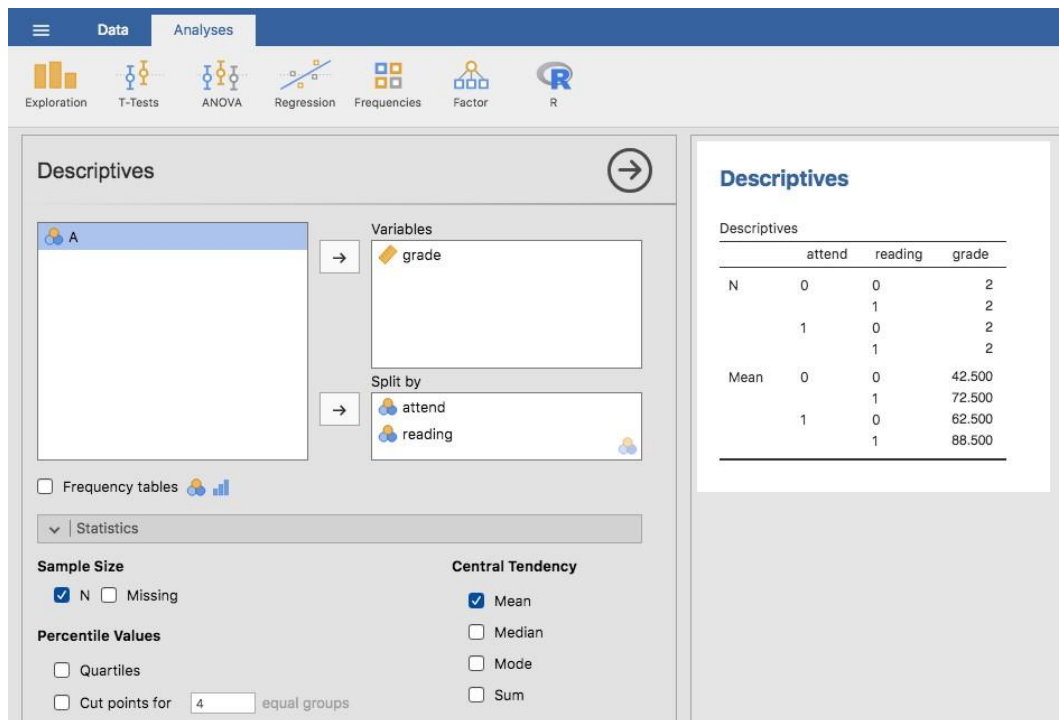 Data Analyses
Exploration T-Tests ANOVA Regression Frequencies Factor R
Descriptives
A
Variables
grade
Split by
attend
reading
Frequency tables
Statistics
Sample Size
N Missing
Percentile Values
Quartiles
Cut points for 4 equal groups
Central Tendency
Mean
Median
Mode
Sum
Descriptives
Descriptives
attend reading grade
N 0 0 2
1 2
1 0 2
1 2
Mean 0 0 42.500
1 72.500
1 0 62.500
1 88.500